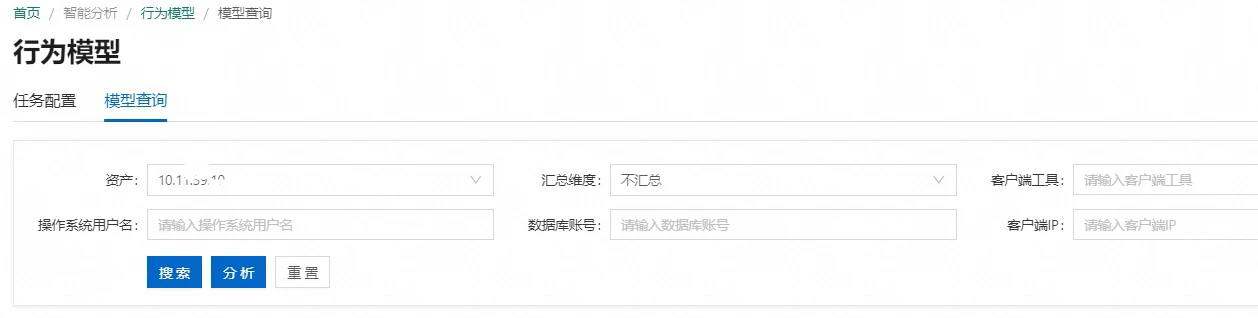 首页 / 智能分析 / 行为模型 / 模型查询
行为模型
任务配置 模型查询
资产: 汇总维度: 不汇总 客户端工具: 请输入客户端工具
操作系统用户名: 请输入操作系统用户名 数据库账号: 请输入数据库账号 客户端IP: 请输入客户端IP
搜索 分析 重置